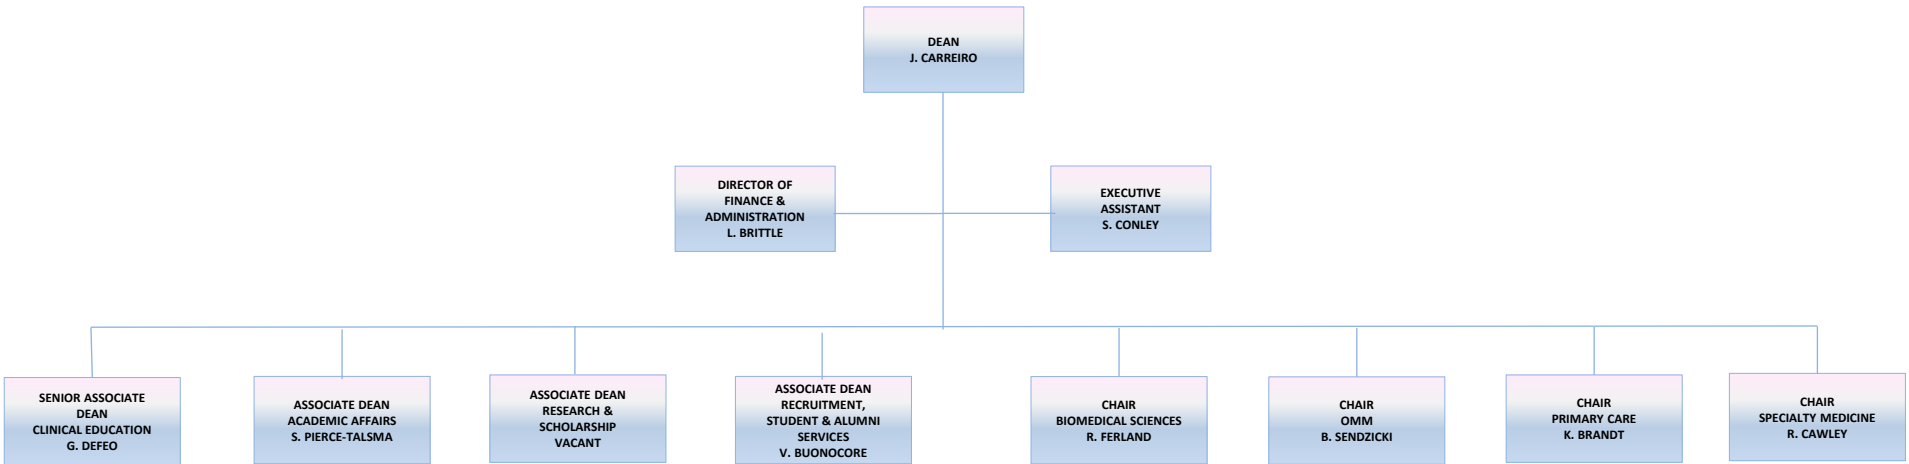 DEAN
J. CARREIRO
DIRECTOR OF
FINANCE &
ADMINISTRATION
L. BRITTLE
EXECUTIVE
ASSISTANT
S. CONLEY
SENIOR ASSOCIATE
DEAN
CLINICAL EDUCATION
G. DEFEO
ASSOCIATE DEAN
ACADEMIC AFFAIRS
S. PIERCE-TALSMA
ASSOCIATE DEAN
RESEARCH &
SCHOLARSHIP
VACANT
ASSOCIATE DEAN
RECRUITMENT,
STUDENT & ALUMNI
SERVICES
V. BUONOCORE
CHAIR
BIOMEDICAL SCIENCES
R. FERLAND
CHAIR
OMM
B. SENDZICKI
CHAIR
PRIMARY CARE
K. BRANDT
CHAIR
SPECIALTY MEDICINE
R. CAWLEY